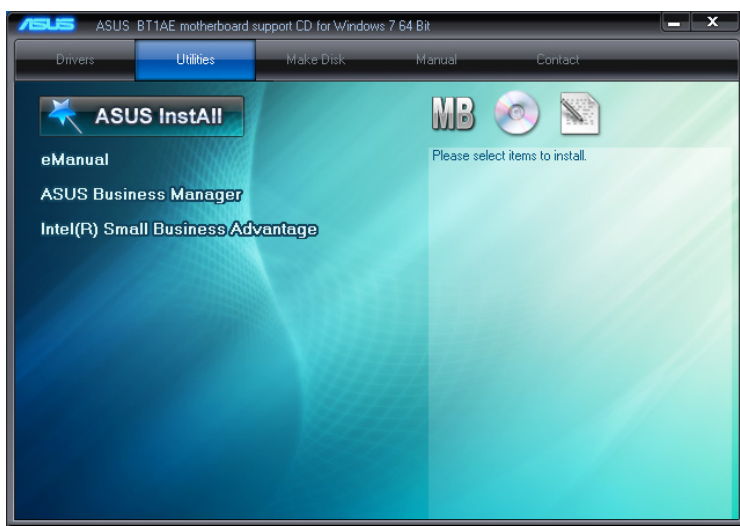 ASUS ASUS BT1AE motherboard support CD for Windows 7 64 Bit
Drivers Utilities Make Disk Manual Contact
ASUS InstAll
MB
eManual
Please select items to install.
ASUS Business Manager
Intel(R) Small Business Advantage